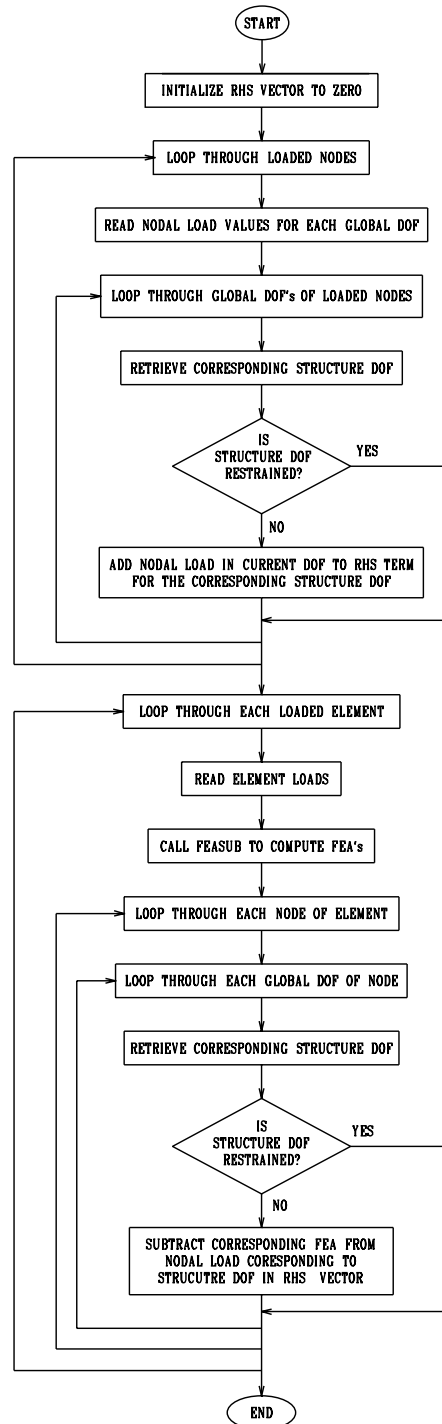 START
INITIALIZE RHS VECTOR TO ZERO
LOOP THROUGH LOADED NODES
READ NODAL LOAD VALUES FOR EACH GLOBAL DOF
LOOP THROUGH GLOBAL DOF's OF LOADED NODES
RETRIEVE CORRESPONDING STRUCTURE DOF
IS
STRUCTURE DOF
RESTRAINED?
YES
NO
ADD NODAL LOAD IN CURRENT DOF TO RHS TERM
FOR THE CORRESPONDING STRUCTURE DOF
LOOP THROUGH EACH LOADED ELEMENT
READ ELEMENT LOADS
CALL FEASUB TO COMPUTE FEA's
LOOP THROUGH EACH NODE OF ELEMENT
LOOP THROUGH EACH GLOBAL DOF OF NODE
RETRIEVE CORRESPONDING STRUCTURE DOF
IS
STRUCTURE DOF
RESTRAINED?
YES
NO
SUBTRACT CORRESPONDING FEA FROM
NODAL LOAD CORESPONDING TO
STRUCUTRE DOF IN RHS VECTOR
END